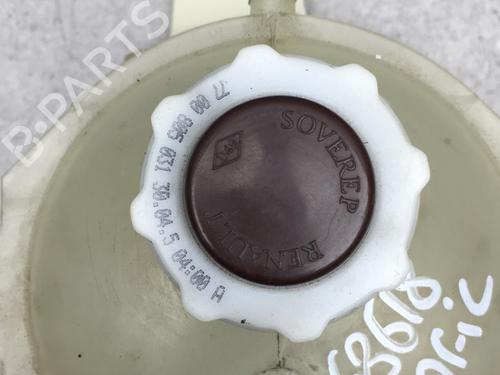 B-PARTS
77 00 805 031 30.04.5 04:00 A
SOVEREP
RENAULT